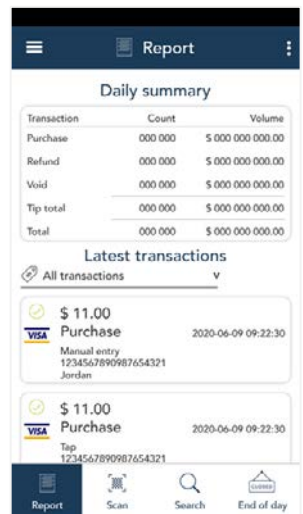 Report
Daily summary
Transaction Count Volume
Purchase 000 000 $ 000 000 000.00
Refund 000 000 $ 000 000 000.00
Void 000 000 $ 000 000 000.00
Tip total 000 000 $ 000 000 000.00
Total 000 000 $ 000 000 000.00
Latest transactions
All transactions v
$ 11.00
VISA Purchase 2020-06-09 09:22:30
Manual entry
1234567890987654321
Jordan
$ 11.00
VISA Purchase 2020-06-09 09:22:30
Tap
1234567890987654321
Report Scan Search End of day